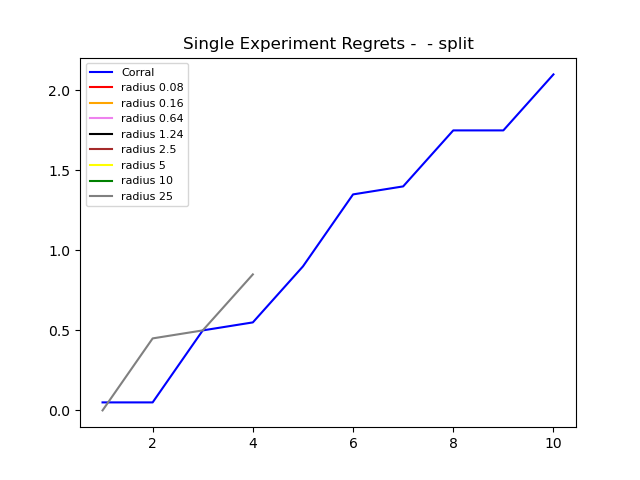 Single Experiment Regrets -  - split
Corral
radius 0.08
radius 0.16
radius 0.64
radius 1.24
radius 2.5
radius 5
radius 10
radius 25
2.0
1.5
1.0
0.5
0.0
2 4 6 8 10